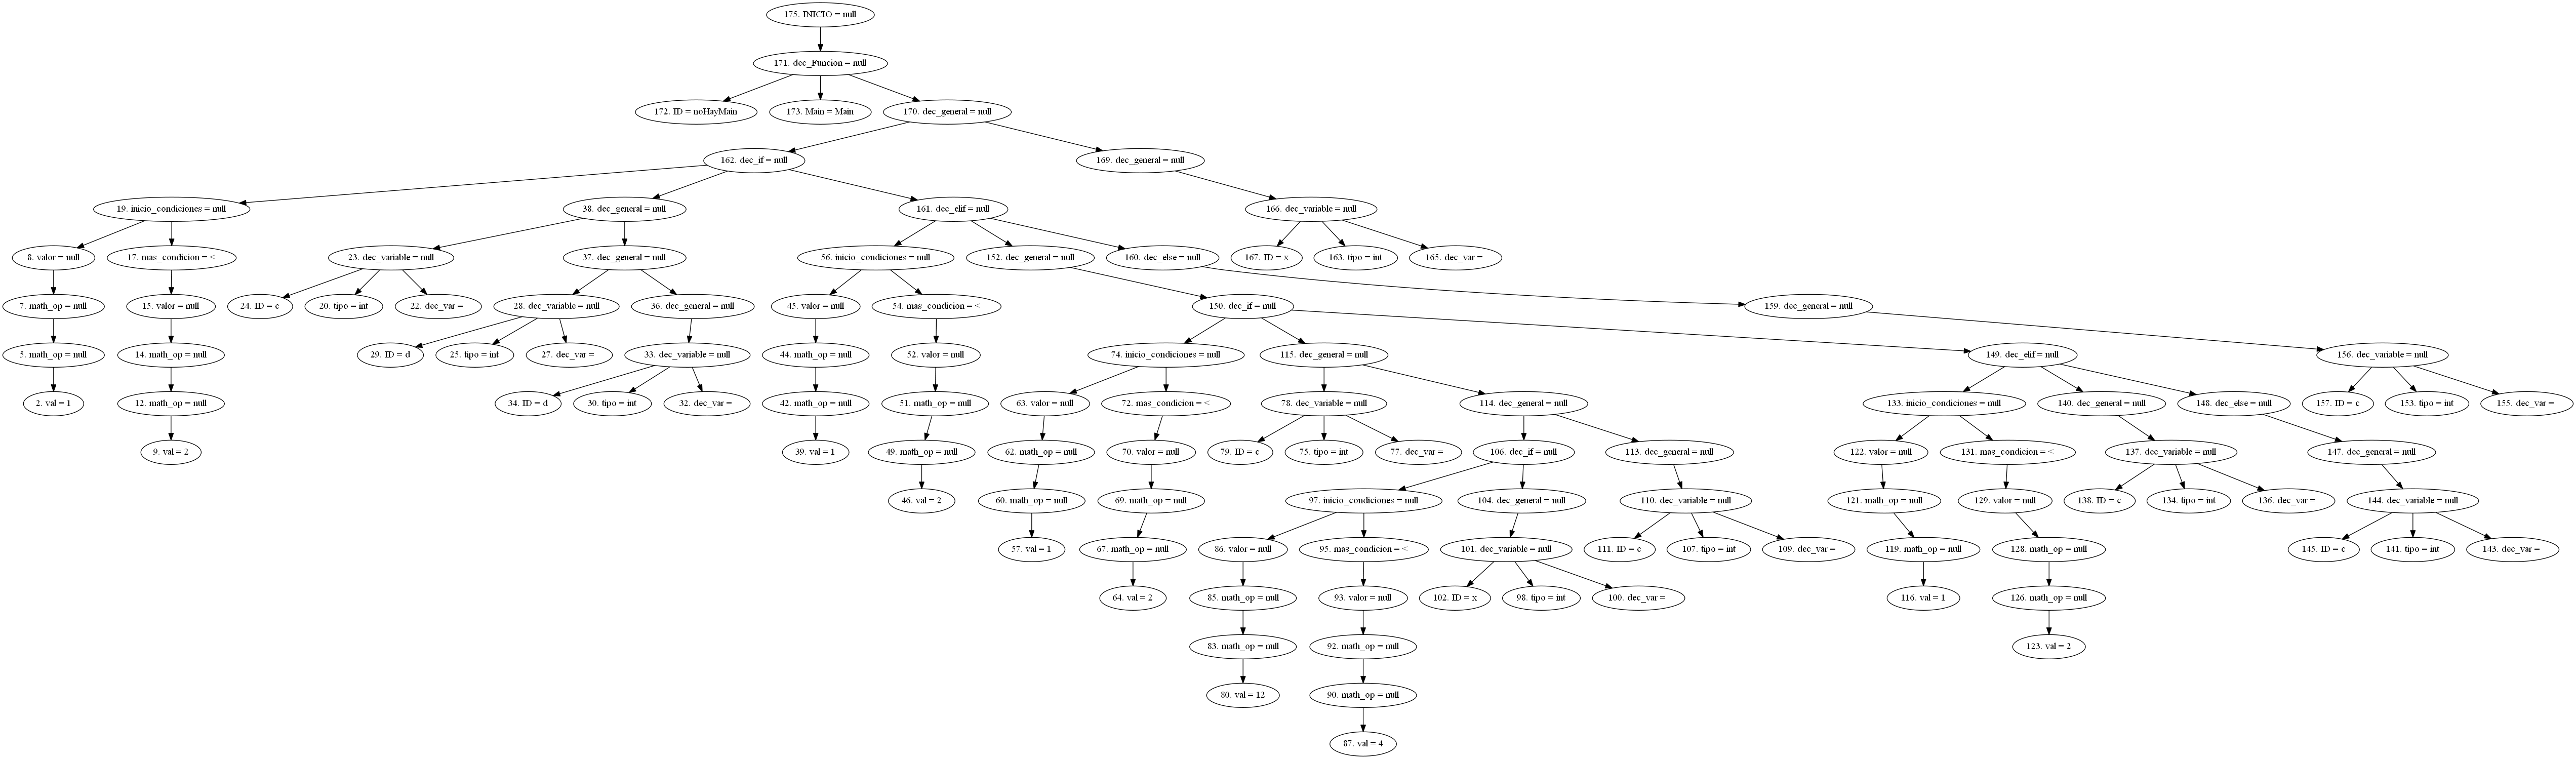 175. INICIO = null
171. dec_Funcion = null
172. ID = noHayMain
173. Main = Main
170. dec_general = null
162. dec_if = null
169. dec_general = null
19. inicio_condiciones = null
38. dec_general = null
161. dec_elif = null
166. dec_variable = null
8. valor = null
17. mas_condicion = <
23. dec_variable = null
37. dec_general = null
56. inicio_condiciones = null
152. dec_general = null
160. dec_else = null
167. ID = x
163. tipo = int
165. dec_var =
7. math_op = null
15. valor = null
24. ID = c
20. tipo = int
22. dec_var =
28. dec_variable = null
36. dec_general = null
45. valor = null
54. mas_condicion = <
150. dec_if = null
159. dec_general = null
5. math_op = null
14. math_op = null
29. ID = d
25. tipo = int
27. dec_var =
33. dec_variable = null
44. math_op = null
52. valor = null
74. inicio_condiciones = null
115. dec_general = null
149. dec_elif = null
156. dec_variable = null
2. val = 1
12. math_op = null
34. ID = d
30. tipo = int
32. dec_var =
42. math_op = null
51. math_op = null
63. valor = null
72. mas_condicion = <
78. dec_variable = null
114. dec_general = null
133. inicio_condiciones = null
140. dec_general = null
148. dec_else = null
157. ID = c
153. tipo = int
155. dec_var =
9. val = 2
39. val = 1
49. math_op = null
62. math_op = null
70. valor = null
79. ID = c
75. tipo = int
77. dec_var =
106. dec_if = null
113. dec_general = null
122. valor = null
131. mas_condicion = <
137. dec_variable = null
147. dec_general = null
46. val = 2
60. math_op = null
69. math_op = null
97. inicio_condiciones = null
104. dec_general = null
110. dec_variable = null
121. math_op = null
129. valor = null
138. ID = c
134. tipo = int
136. dec_var =
144. dec_variable = null
57. val = 1
67. math_op = null
86. valor = null
95. mas_condicion = <
101. dec_variable = null
111. ID = c
107. tipo = int
109. dec_var =
119. math_op = null
128. math_op = null
145. ID = c
141. tipo = int
143. dec_var =
64. val = 2
85. math_op = null
93. valor = null
102. ID = x
98. tipo = int
100. dec_var =
116. val = 1
126. math_op = null
83. math_op = null
92. math_op = null
123. val = 2
80. val = 12
90. math_op = null
87. val = 4